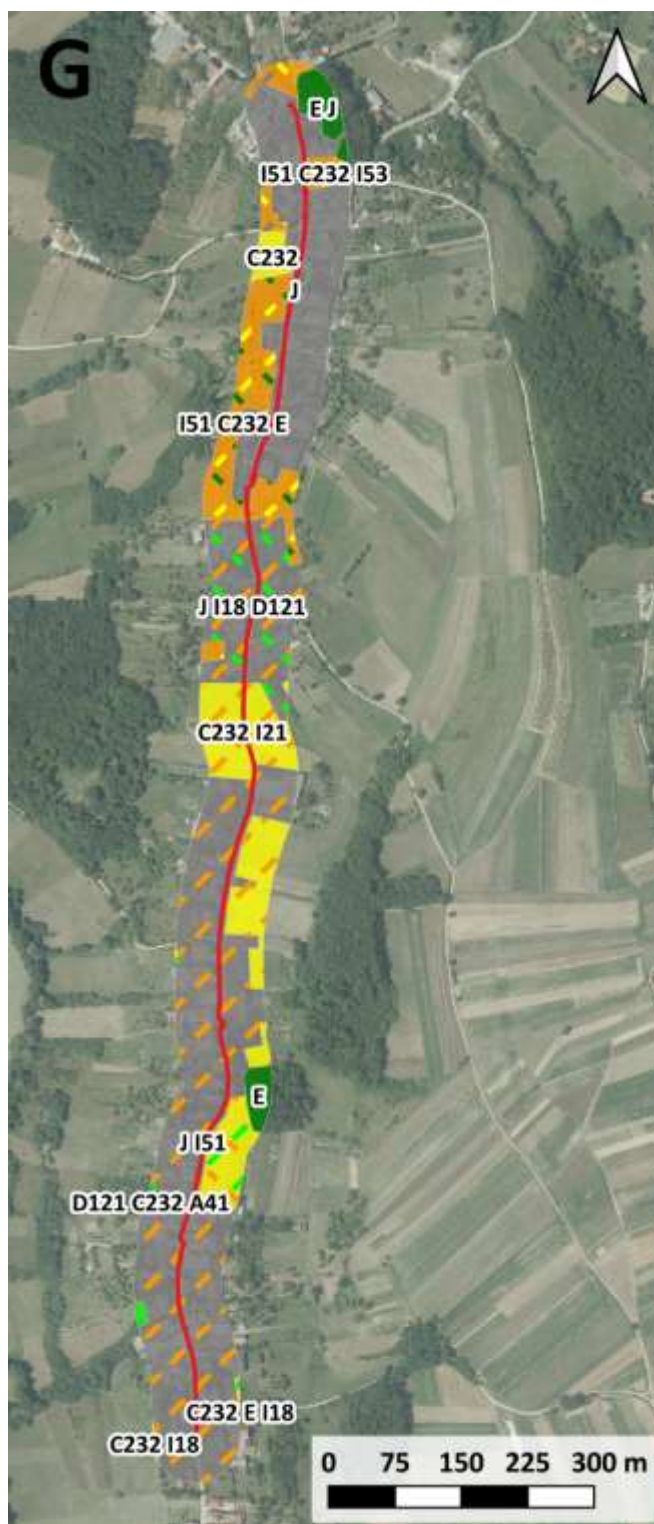 G
E J
I51 C232 I53
C232
J
I51 C232 E
J I18 D121
C232 I21
E
J I51
D121 C232 A41
C232 E I18
C232 I18
0 75 150 225 300 m